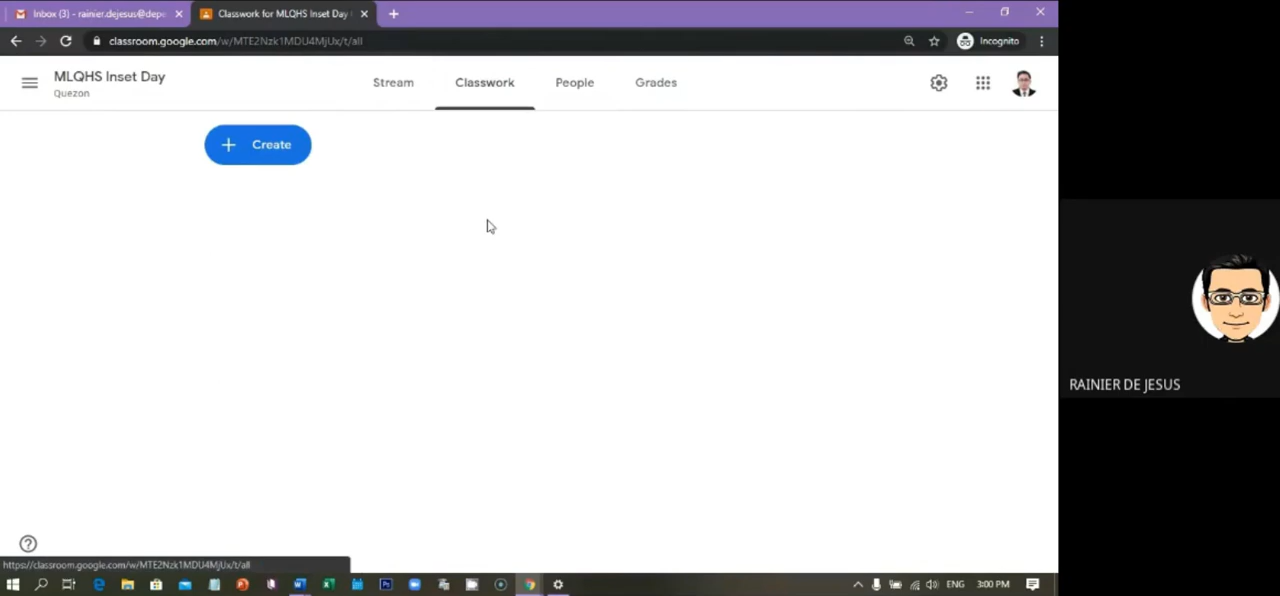 Inbox (3) - rainier.dejesus@depe
Classwork for MLQHS Inset Day
classroom.google.com/w/MTE2Nzk1MDU4MjUx/t/all
Incognito
MLQHS Inset Day
Quezon
Stream
Classwork
People
Grades
Create
RAINIER DE JESUS
https://classroom.google.com/w/MTE2Nzk1MDU4MjUx/t/all
ENG
3:00 PM